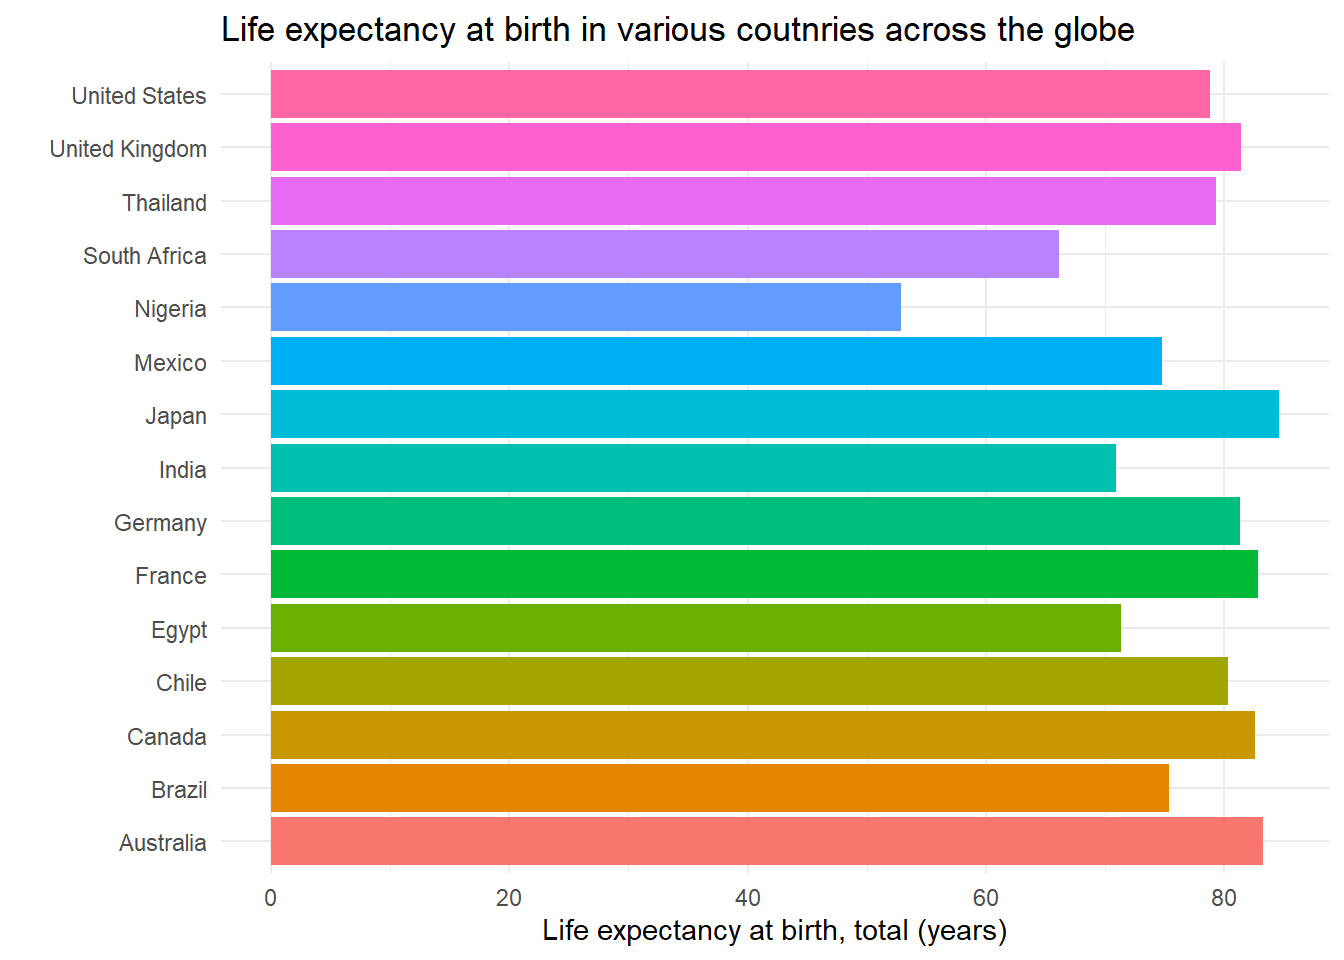 Life expectancy at birth in various coutnries across the globe
United States
United Kingdom
Thailand
South Africa
Nigeria
Mexico
Japan
India
Germany
France
Egypt
Chile
Canada
Brazil
Australia
0 20 40 60 80
Life expectancy at birth, total (years)